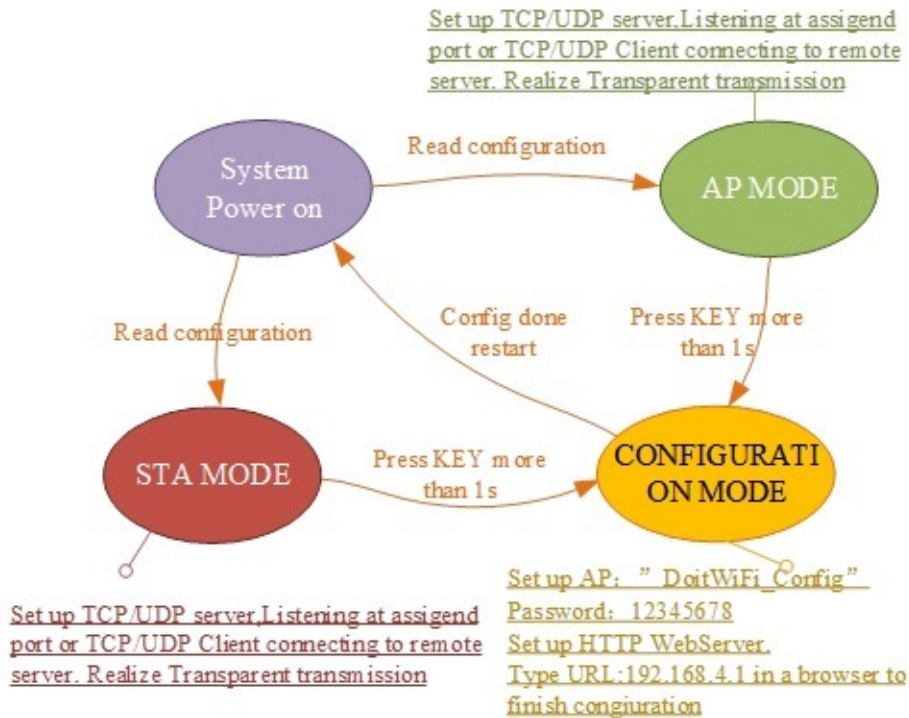 Set up TCP/UDP server,Listening at assigend
port or TCP/UDP Client connecting to remote
server. Realize Transparent transmission
System
Power on
Read configuration
AP MODE
Read configuration
Config done
restart
Press KEY more
than 1s
STA MODE
Press KEY more
than 1s
CONFIGURATI
ON MODE
Set up TCP/UDP server,Listening at assigend
port or TCP/UDP Client connecting to remote
server. Realize Transparent transmission
Set up AP: ” DoitWiFi_Config”
Password: 12345678
Set up HTTP WebServer.
Type URL:192.168.4.1 in a browser to
finish congiuration